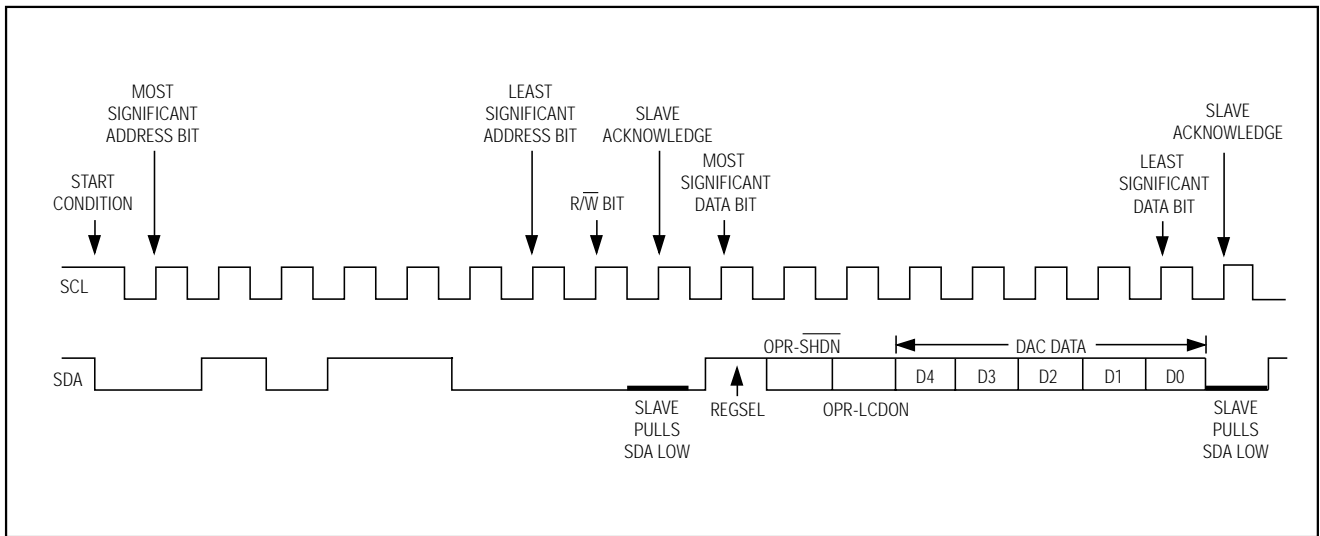 MOST
SIGNIFICANT
ADDRESS BIT
LEAST
SIGNIFICANT
ADDRESS BIT
SLAVE
ACKNOWLEDGE
SLAVE
ACKNOWLEDGE
START
CONDITION
R/W̅ BIT
MOST
SIGNIFICANT
DATA BIT
LEAST
SIGNIFICANT
DATA BIT
SCL
OPR-S̅H̅D̅N̅
DAC DATA
SDA
D4 D3 D2 D1 D0
SLAVE
PULLS
SDA LOW
REGSEL
OPR-LCDON
SLAVE
PULLS
SDA LOW